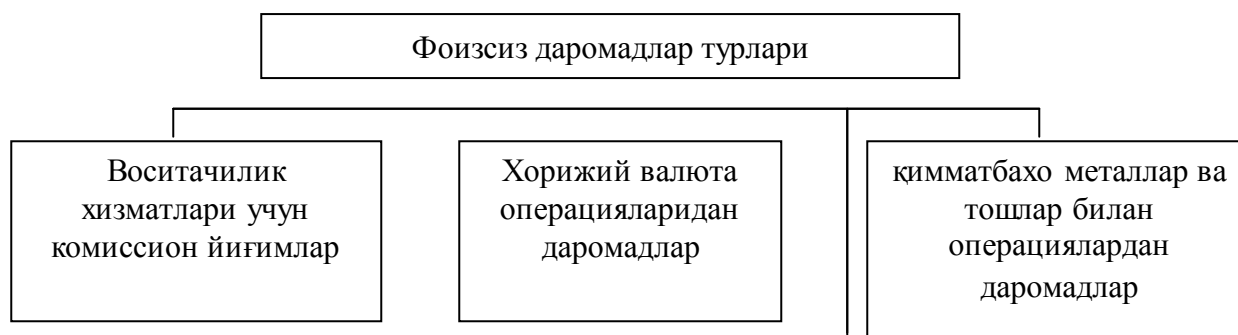 Фоизсиз даромадлар турлари
Воситачилик
хизматлари учун
комиссион йиғимлар
Хорижий валюта
операцияларидан
даромадлар
қимматбахо металлар ва
тошлар билан
операциялардан
даромадлар